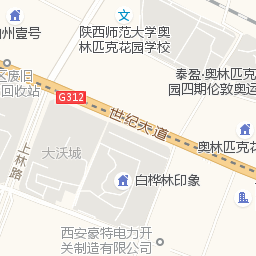 州壹号
陕西师范大学奥
林匹克花园学校
区废旧
回收站
泰盈·奥林匹克
园四期伦敦奥运
G312
世纪大道
上林路
大沃城
奥林匹克花
白桦林印象
西安豪特电力开
关制造有限公司